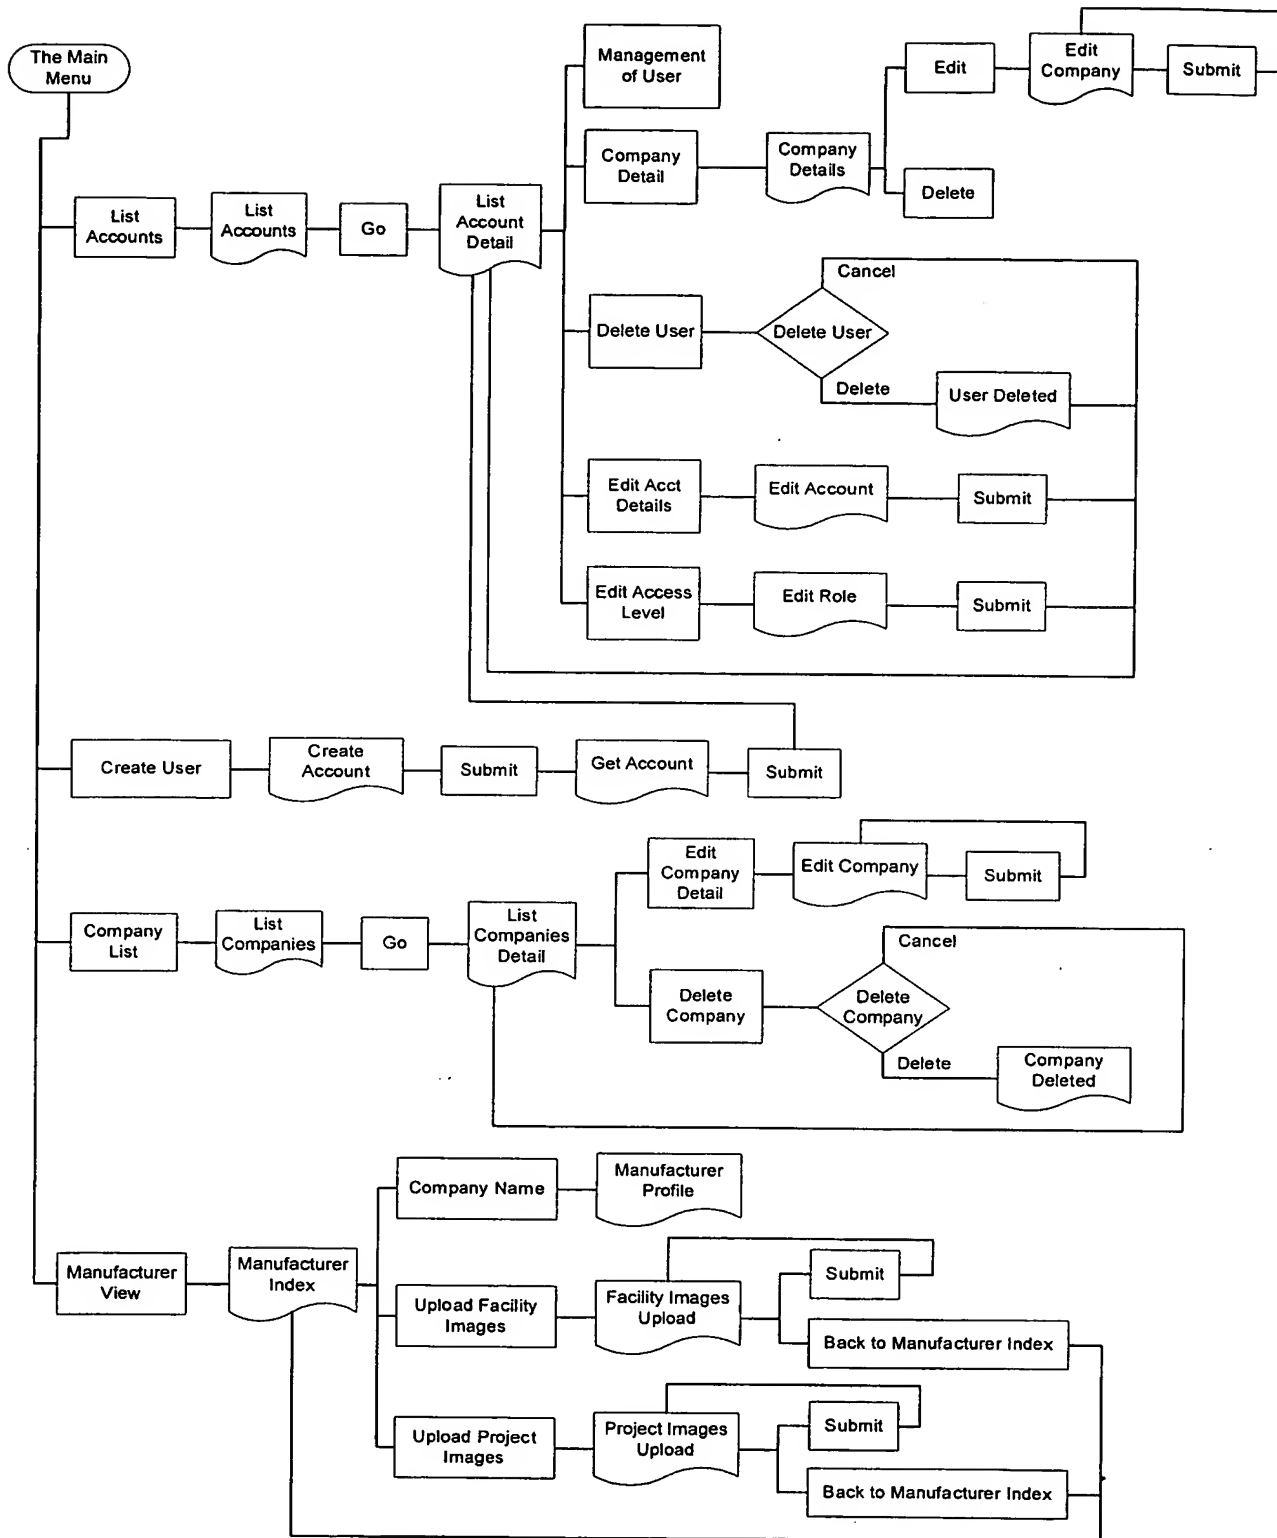 The Main
Menu
Management
of User
Edit
Edit
Company
Submit
Company
Detail
Company
Details
Delete
List
Accounts
List
Accounts
Go
List
Account
Detail
Cancel
Delete User
Delete User
Delete
User Deleted
Edit Acct
Details
Edit Account
Submit
Edit Access
Level
Edit Role
Submit
Create User
Create
Account
Submit
Get Account
Submit
Edit
Company
Detail
Edit Company
Submit
Company
List
List
Companies
Go
List
Companies
Detail
Cancel
Delete
Company
Delete
Company
Delete
Company
Deleted
Company Name
Manufacturer
Profile
Manufacturer
View
Manufacturer
Index
Upload Facility
Images
Facility Images
Upload
Submit
Back to Manufacturer Index
Upload Project
Images
Project Images
Upload
Submit
Back to Manufacturer Index